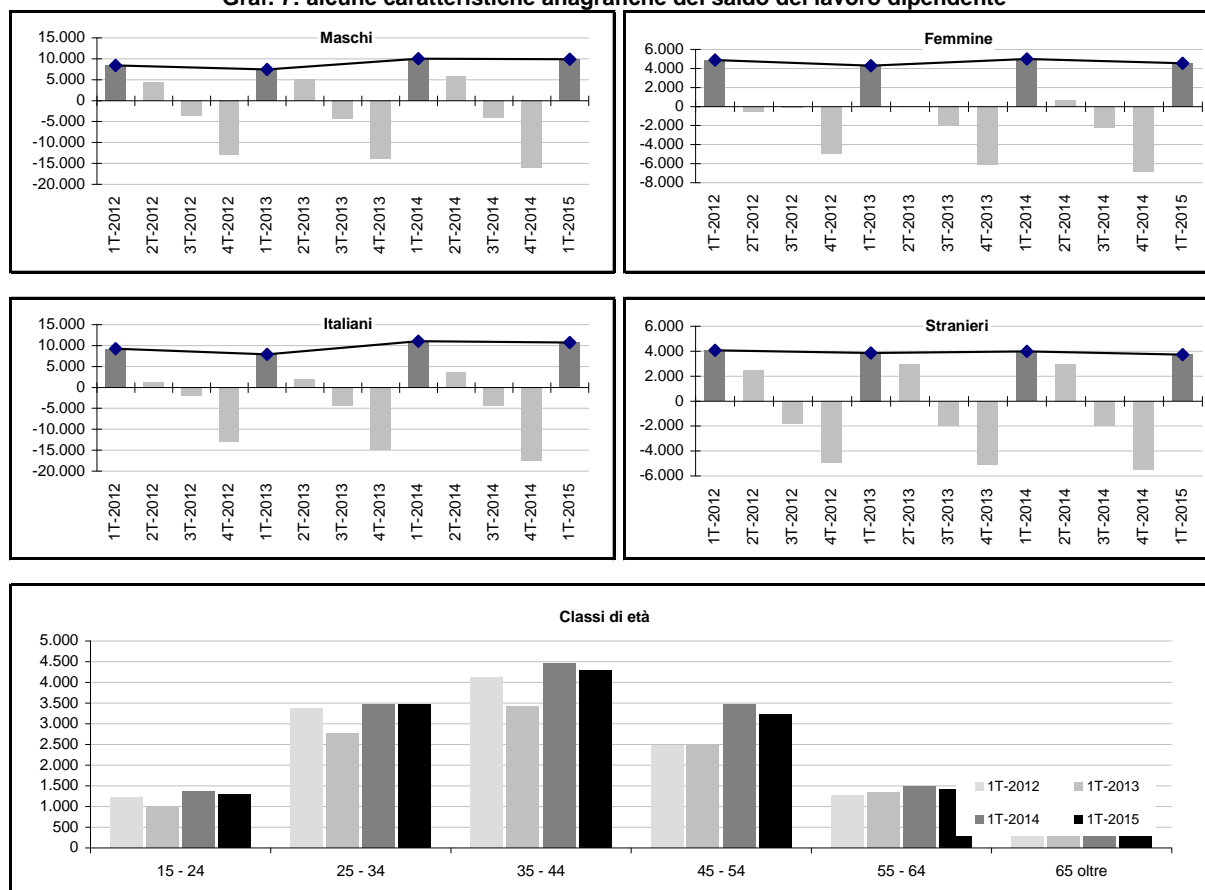 Graf. 7: alcune caratteristiche anagrafiche del saldo del lavoro dipendente
Maschi
15.000
10.000
5.000
0
-5.000
-10.000
-15.000
-20.000
1T-2012
2T-2012
3T-2012
4T-2012
1T-2013
2T-2013
3T-2013
4T-2013
1T-2014
2T-2014
3T-2014
4T-2014
1T-2015
Femmine
6.000
4.000
2.000
0
-2.000
-4.000
-6.000
-8.000
1T-2012
2T-2012
3T-2012
4T-2012
1T-2013
2T-2013
3T-2013
4T-2013
1T-2014
2T-2014
3T-2014
4T-2014
1T-2015
Italiani
15.000
10.000
5.000
0
-5.000
-10.000
-15.000
-20.000
1T-2012
2T-2012
3T-2012
4T-2012
1T-2013
2T-2013
3T-2013
4T-2013
1T-2014
2T-2014
3T-2014
4T-2014
1T-2015
Stranieri
6.000
4.000
2.000
0
-2.000
-4.000
-6.000
1T-2012
2T-2012
3T-2012
4T-2012
1T-2013
2T-2013
3T-2013
4T-2013
1T-2014
2T-2014
3T-2014
4T-2014
1T-2015
Classi di età
5.000
4.500
4.000
3.500
3.000
2.500
2.000
1.500
1.000
500
0
15 - 24
25 - 34
35 - 44
45 - 54
55 - 64
65 oltre
1T-2012
1T-2013
1T-2014
1T-2015